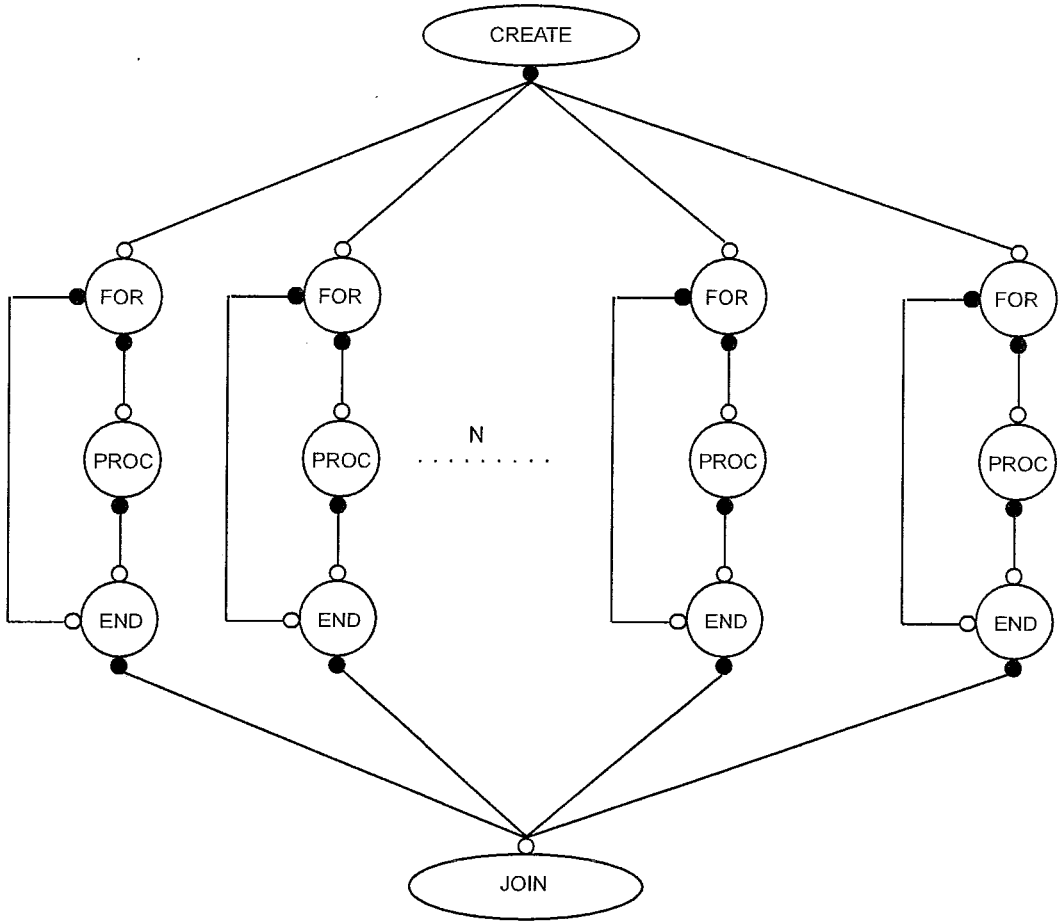 CREATE
FOR FOR FOR FOR
N
PROC PROC PROC PROC
END END END END
JOIN